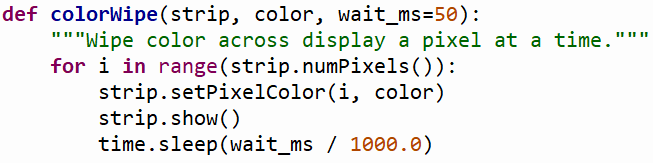 def colorWipe(strip, color, wait_ms=50):
    """Wipe color across display a pixel at a time."""
    for i in range(strip.numPixels()):
        strip.setPixelColor(i, color)
        strip.show()
        time.sleep(wait_ms / 1000.0)